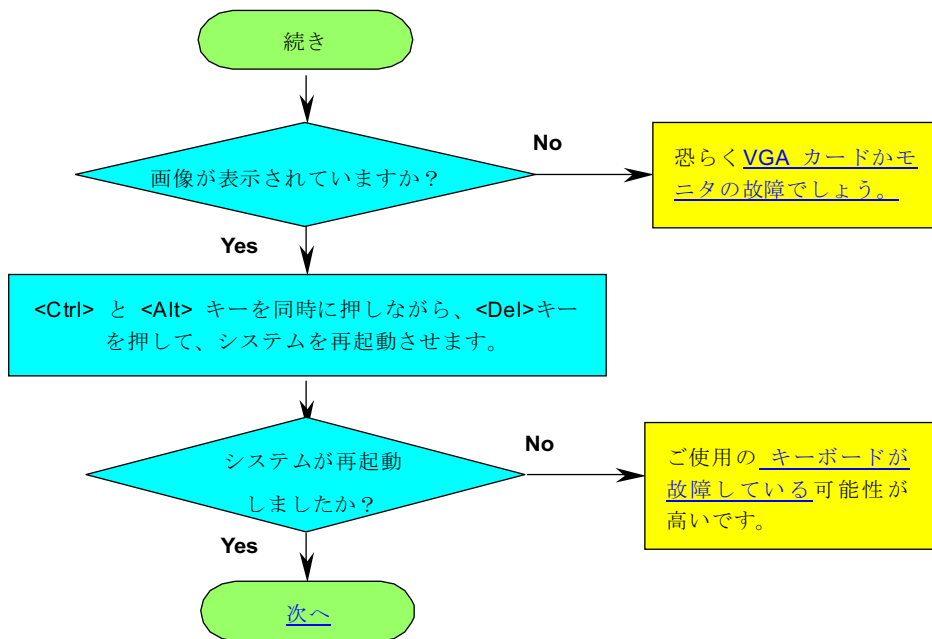 続き
画像が表示されていますか？
No
恐らくVGA カードかモ
ニタの故障でしょう。
Yes
<Ctrl> と <Alt> キーを同時に押しながら、<Del>キー
を押して、システムを再起動させます。
システムが再起動
しましたか？
No
ご使用の キーボードが
故障している可能性が
高いです。
Yes
次へ